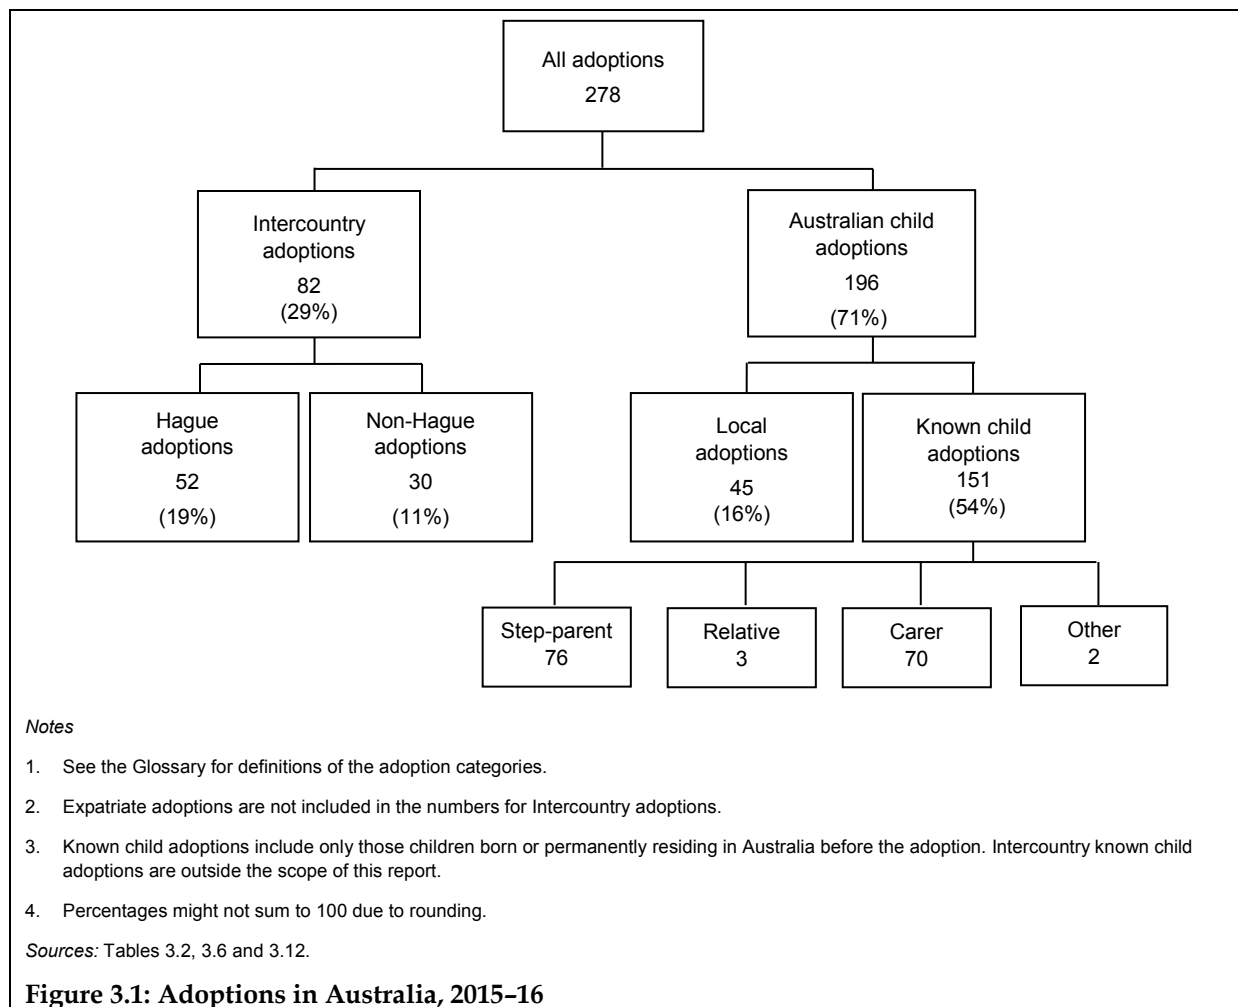 All adoptions
278
Intercountry
adoptions
82
(29%)
Australian child
adoptions
196
(71%)
Hague
adoptions
52
(19%)
Non-Hague
adoptions
30
(11%)
Local
adoptions
45
(16%)
Known child
adoptions
151
(54%)
Step-parent
76
Relative
3
Carer
70
Other
2
Notes
1. See the Glossary for definitions of the adoption categories.
2. Expatriate adoptions are not included in the numbers for Intercountry adoptions.
3. Known child adoptions include only those children born or permanently residing in Australia before the adoption. Intercountry known child
adoptions are outside the scope of this report.
4. Percentages might not sum to 100 due to rounding.
Sources: Tables 3.2, 3.6 and 3.12.
Figure 3.1: Adoptions in Australia, 2015–16